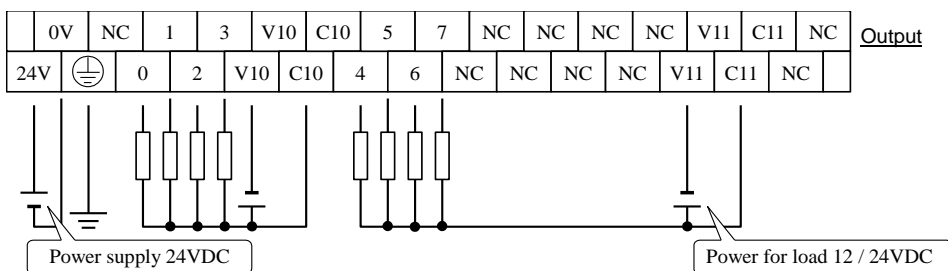 0V NC 1 3 V10 C10 5 7 NC NC NC NC V11 C11 NC Output
24V 0 2 V10 C10 4 6 NC NC NC NC V11 C11 NC
Power supply 24VDC
Power for load 12 / 24VDC